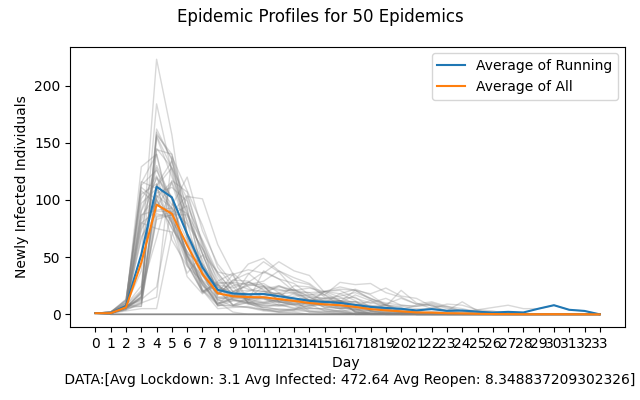 Epidemic Profiles for 50 Epidemics
Average of Running
Average of All
Newly Infected Individuals
200
150
100
50
0
0 1 2 3 4 5 6 7 8 9 10 11 12 13 14 15 16 17 18 19 20 21 22 23 24 25 26 27 28 29 30 31 32 33
Day
DATA:[Avg Lockdown: 3.1 Avg Infected: 472.64 Avg Reopen: 8.348837209302326]